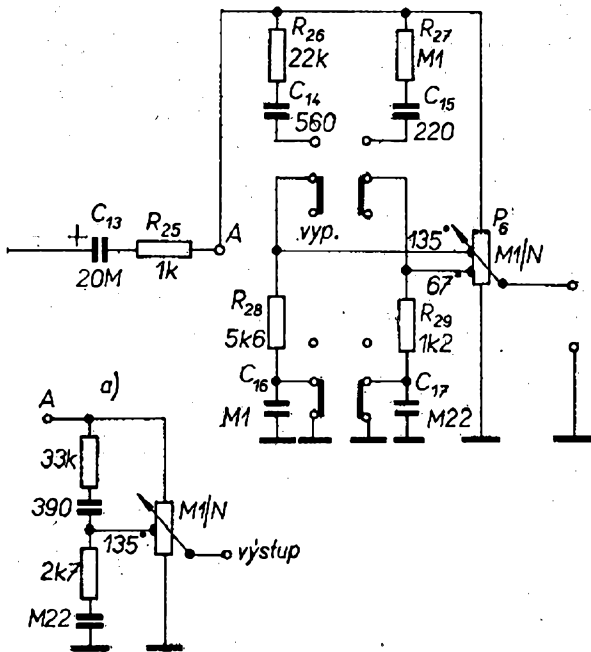 R26
22k
C14
560
R27
M1
C15
220
+
C13
20M
R25
1k
A
vyp.
135°
67°
P6
M1/N
R28
5k6
R29
1k2
C16
M1
C17
M22
a)
A
33k
390
M1/N
135°
výstup
2k7
M22